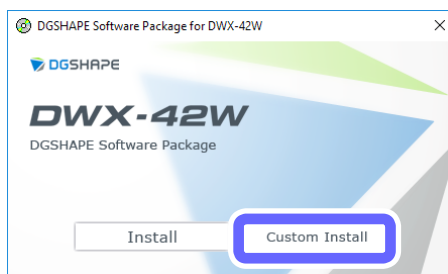 DGSHAPE Software Package for DWX-42W
DGSHAPE
DWX-42W
DGSHAPE Software Package
Install
Custom Install